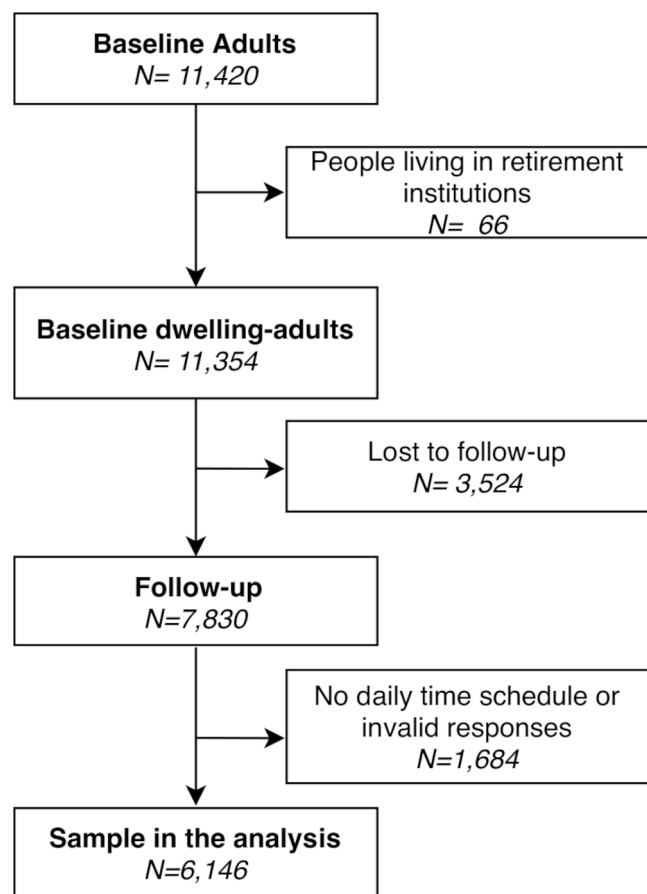 Baseline Adults
N= 11,420
People living in retirement
institutions
N= 66
Baseline dwelling-adults
N= 11,354
Lost to follow-up
N= 3,524
Follow-up
N=7,830
No daily time schedule or
invalid responses
N=1,684
Sample in the analysis
N=6,146